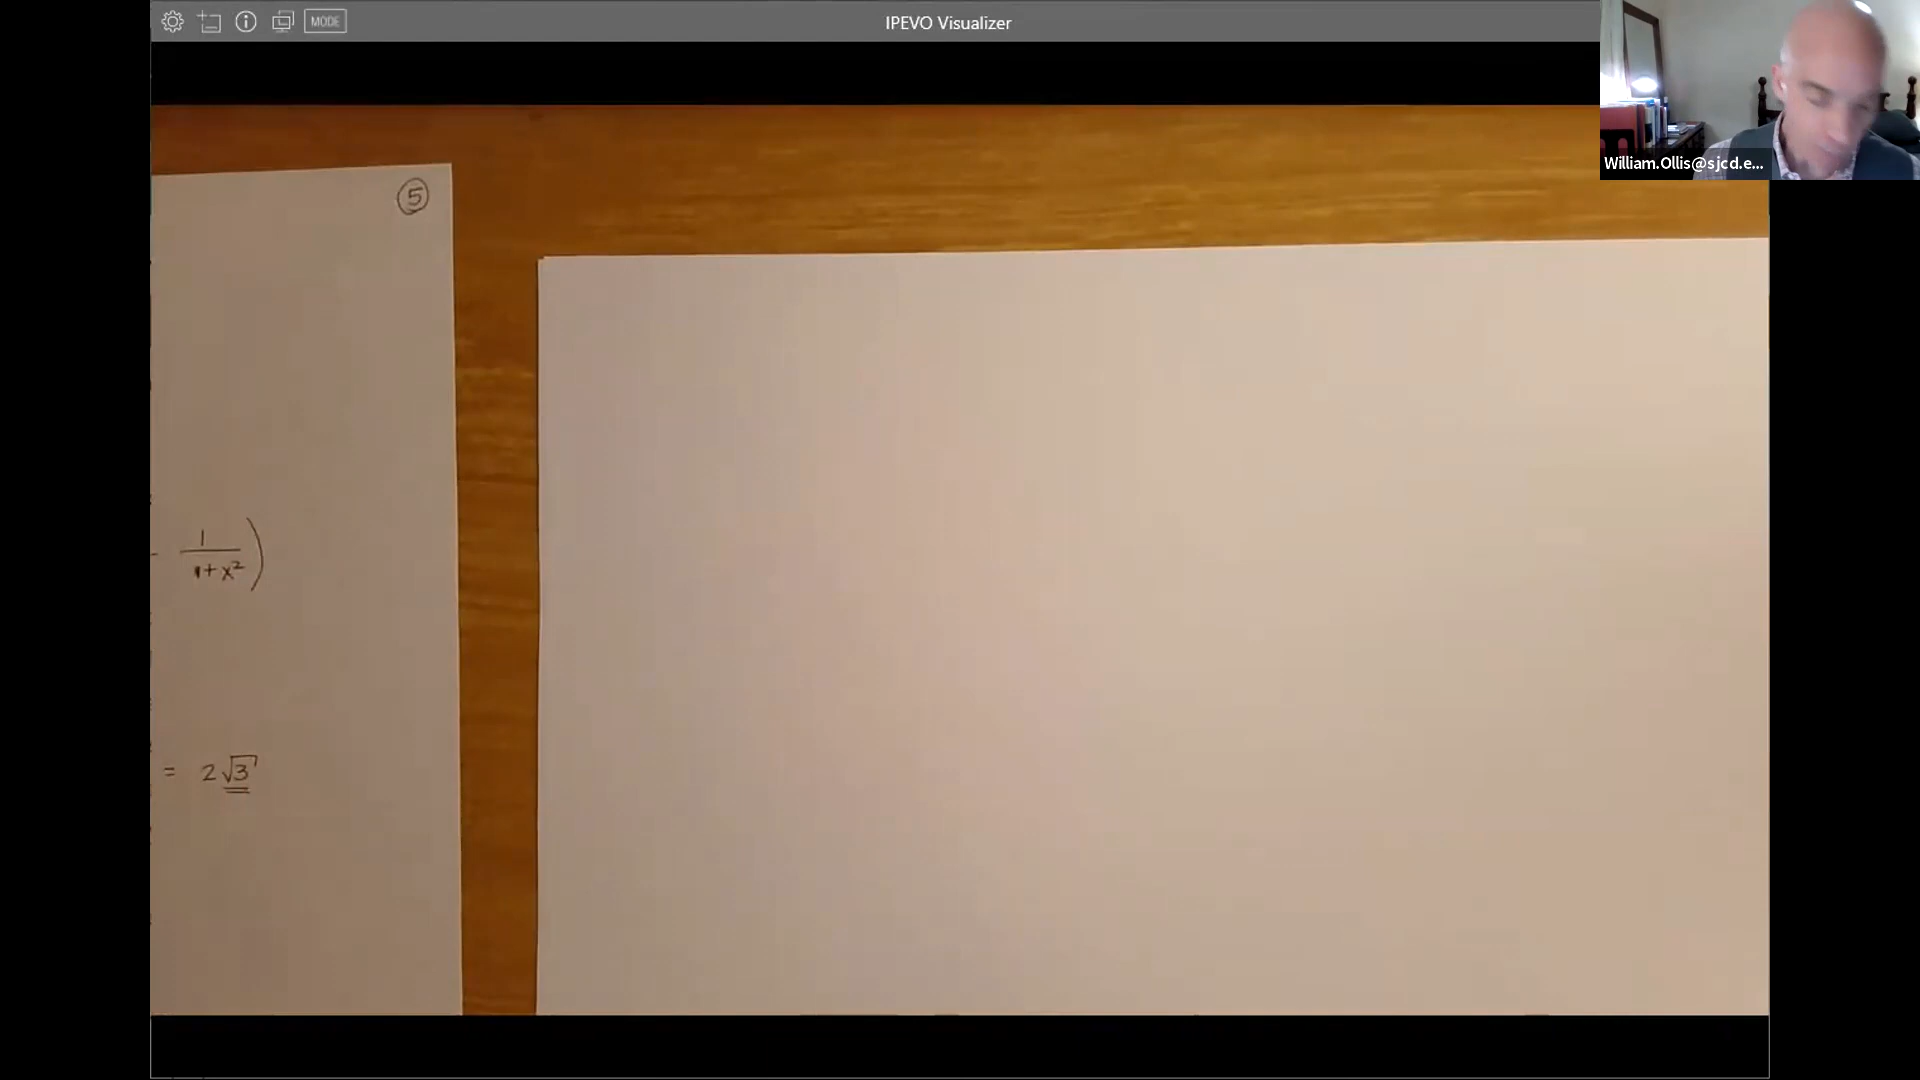 MODE
IPEVO Visualizer
William.Ollis@sjcd.e...
5
- 1/(1+x²))
= 2√3